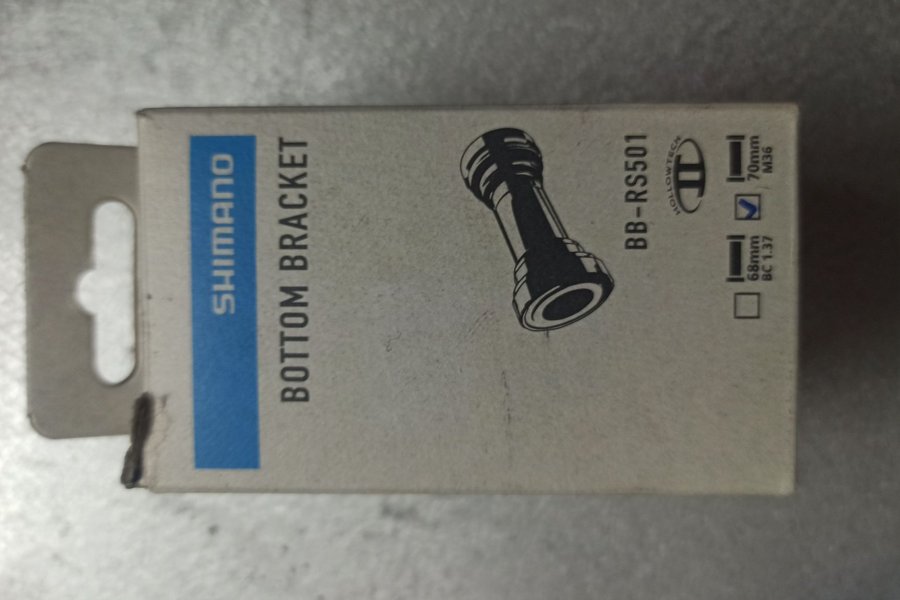 SHIMANO
BOTTOM BRACKET
BB-RS501
HOLLOWTECH
II
68mm 70mm
BC 1.37 M36